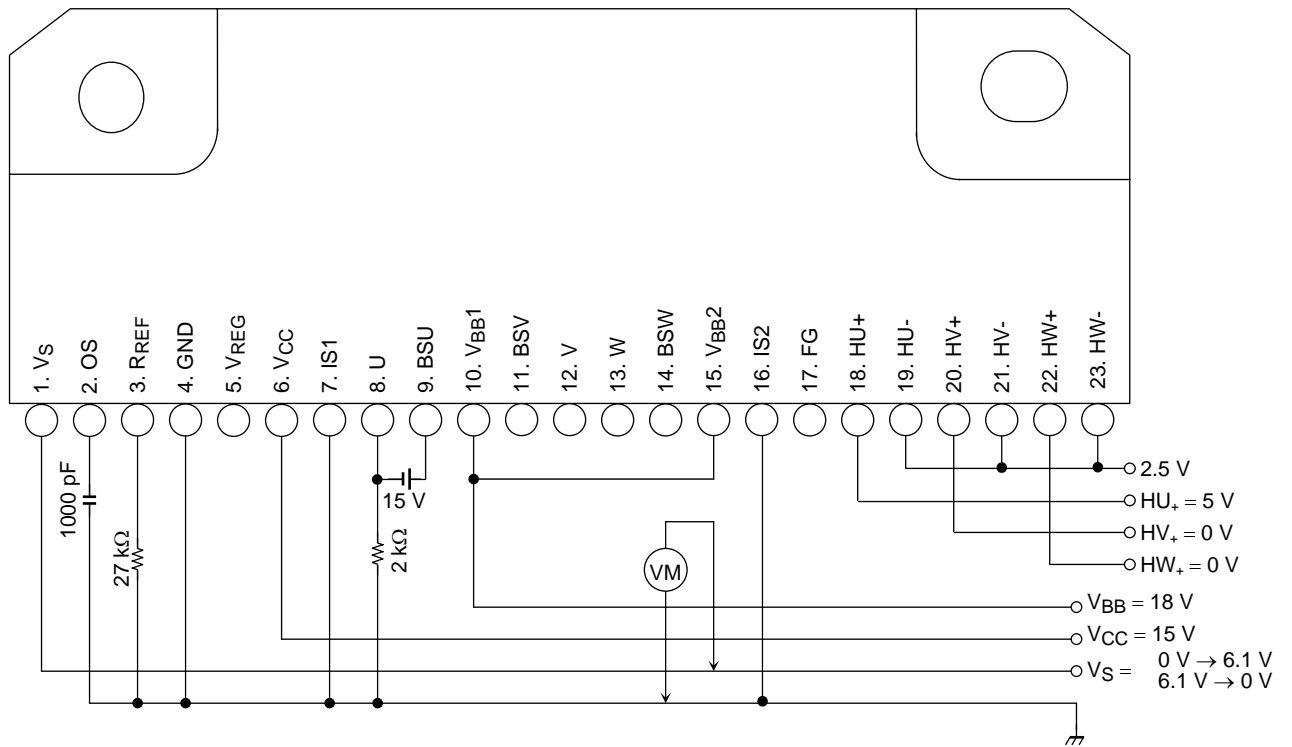 1. VS
2. OS
3. RREF
4. GND
5. VREG
6. VCC
7. IS1
8. U
9. BSU
10. VBB1
11. BSV
12. V
13. W
14. BSW
15. VBB2
16. IS2
17. FG
18. HU+
19. HU-
20. HV+
21. HV-
22. HW+
23. HW-
1000 pF
27 kΩ
15 V
2 kΩ
VM
2.5 V
HU+ = 5 V
HV+ = 0 V
HW+ = 0 V
VBB = 18 V
VCC = 15 V
VS = 0 V → 6.1 V
6.1 V → 0 V